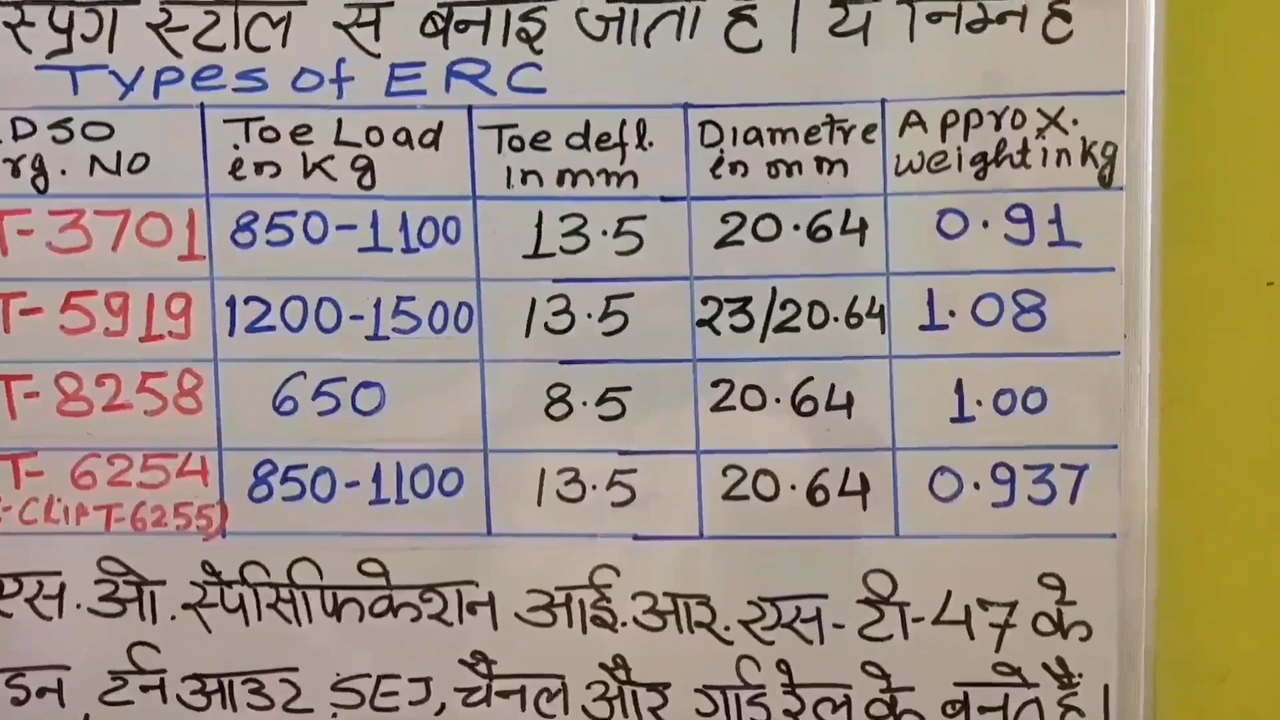 स्प्रिंग स्टील से बनाई जाती है। ये निम्न है
Types of ERC
DSO Toe Load Toe defl. Diametre Approx.
rg. NO in Kg in mm in mm weight in kg
T-3701 850-1100 13.5 20.64 0.91
T-5919 1200-1500 13.5 23/20.64 1.08
T-8258 650 8.5 20.64 1.00
T-6254 850-1100 13.5 20.64 0.937
-Clip T-6255)
एस.ओ.स्पेसिफिकेशन आई.आर.एस-टी-47 के
टर्न आउट SEJ, चैनल और गार्ड रेल के बनते है।